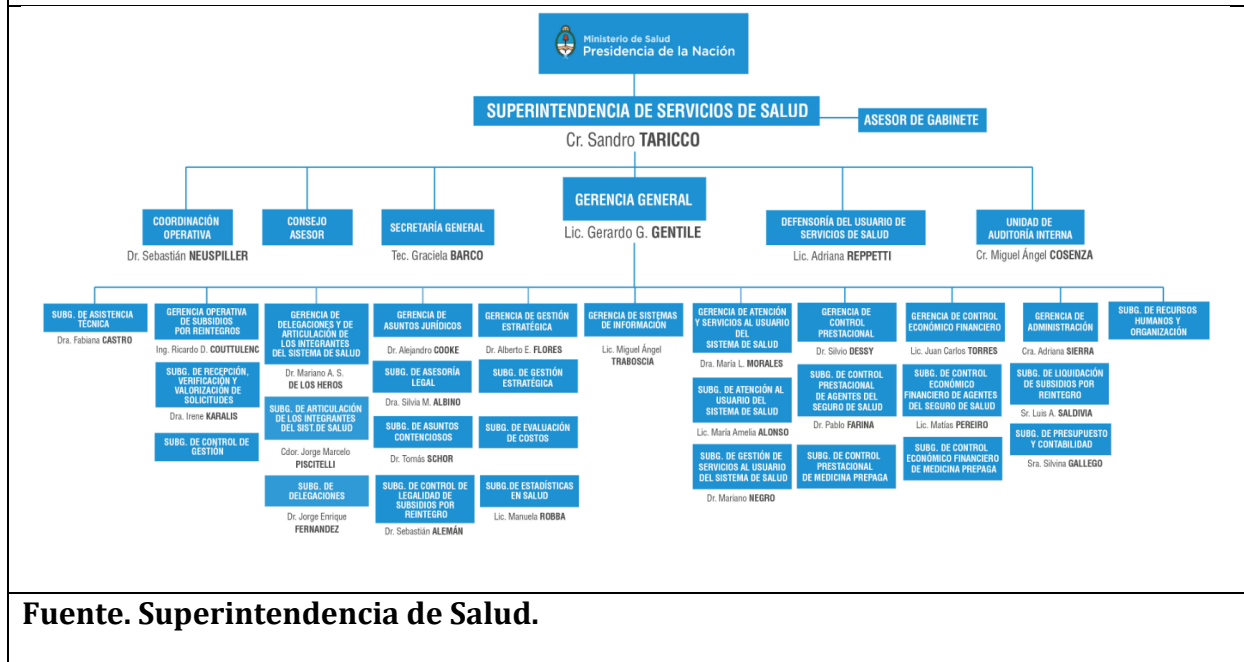 Ministerio de Salud
Presidencia de la Nación
SUPERINTENDENCIA DE SERVICIOS DE SALUD
ASESOR DE GABINETE
Cr. Sandro TARICCO
COORDINACIÓN
OPERATIVA
Dr. Sebastián NEUSPILLER
CONSEJO
ASESOR
SECRETARÍA GENERAL
Tec. Graciela BARCO
GERENCIA GENERAL
Lic. Gerardo G. GENTILE
DEFENSORÍA DEL USUARIO DE
SERVICIOS DE SALUD
Lic. Adriana REPPETTI
UNIDAD DE
AUDITORÍA INTERNA
Cr. Miguel Ángel COSENZA
SUBG. DE ASISTENCIA
TÉCNICA
Dra. Fabiana CASTRO
GERENCIA OPERATIVA
DE SUBSIDIOS
POR REINTEGROS
Ing. Ricardo D. COUTTULENC
SUBG. DE RECEPCIÓN,
VERIFICACIÓN Y
VALORIZACIÓN DE
SOLICITUDES
Dra. Irene KARALIS
SUBG. DE CONTROL DE
GESTIÓN
GERENCIA DE
DELEGACIONES Y DE
ARTICULACIÓN DE
LOS INTEGRANTES
DEL SISTEMA DE SALUD
Dr. Mariano A. S.
DE LOS HEROS
SUBG. DE ARTICULACIÓN
DE LOS INTEGRANTES
DEL SIST.DE SALUD
Cdor. Jorge Marcelo
PISCITELLI
SUBG. DE
DELEGACIONES
Dr. Jorge Enrique
FERNANDEZ
GERENCIA DE
ASUNTOS JURÍDICOS
Dr. Alejandro COOKE
SUBG. DE ASESORÍA
LEGAL
Dra. Silvia M. ALBINO
SUBG. DE ASUNTOS
CONTENCIOSOS
Dr. Tomás SCHOR
SUBG. DE CONTROL DE
LEGALIDAD DE
SUBSIDIOS POR
REINTEGRO
Dr. Sebastián ALEMÁN
GERENCIA DE GESTIÓN
ESTRATÉGICA
Dr. Alberto E. FLORES
SUBG. DE GESTIÓN
ESTRATÉGICA
SUBG. DE EVALUACIÓN
DE COSTOS
SUBG.DE ESTADÍSTICAS
EN SALUD
Lic. Manuela ROBBA
GERENCIA DE SISTEMAS
DE INFORMACIÓN
Lic. Miguel Ángel
TRABOSCIA
GERENCIA DE ATENCIÓN
Y SERVICIOS AL USUARIO
DEL
SISTEMA DE SALUD
Dra. María L. MORALES
SUBG. DE ATENCIÓN AL
USUARIO DEL
SISTEMA DE SALUD
Lic. María Amelia ALONSO
SUBG. DE GESTIÓN DE
SERVICIOS AL USUARIO
DEL SISTEMA DE SALUD
Dr. Mariano NEGRO
GERENCIA DE
CONTROL
PRESTACIONAL
Dr. Silvio DESSY
SUBG. DE CONTROL
PRESTACIONAL
DE AGENTES DEL
SEGURO DE SALUD
Dr. Pablo FARINA
SUBG. DE CONTROL
PRESTACIONAL
DE MEDICINA PREPAGA
GERENCIA DE CONTROL
ECONÓMICO FINANCIERO
Lic. Juan Carlos TORRES
SUBG. DE CONTROL
ECONÓMICO
FINANCIERO DE AGENTES
DEL SEGURO DE SALUD
Lic. Matías PEREIRO
SUBG. DE CONTROL
ECONÓMICO FINANCIERO
DE MEDICINA PREPAGA
GERENCIA DE
ADMINISTRACIÓN
Cra. Adriana SIERRA
SUBG. DE LIQUIDACIÓN
DE SUBSIDIOS POR
REINTEGRO
Sr. Luis A. SALDIVIA
SUBG. DE PRESUPUESTO
Y CONTABILIDAD
Sra. Silvina GALLEGO
SUBG. DE RECURSOS
HUMANOS Y
ORGANIZACIÓN
Fuente. Superintendencia de Salud.